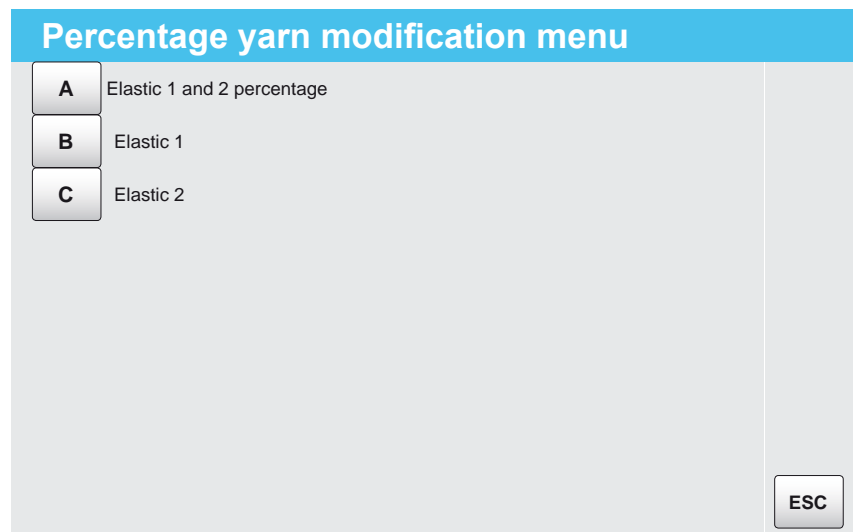 Percentage yarn modification menu
A Elastic 1 and 2 percentage
B Elastic 1
C Elastic 2
ESC